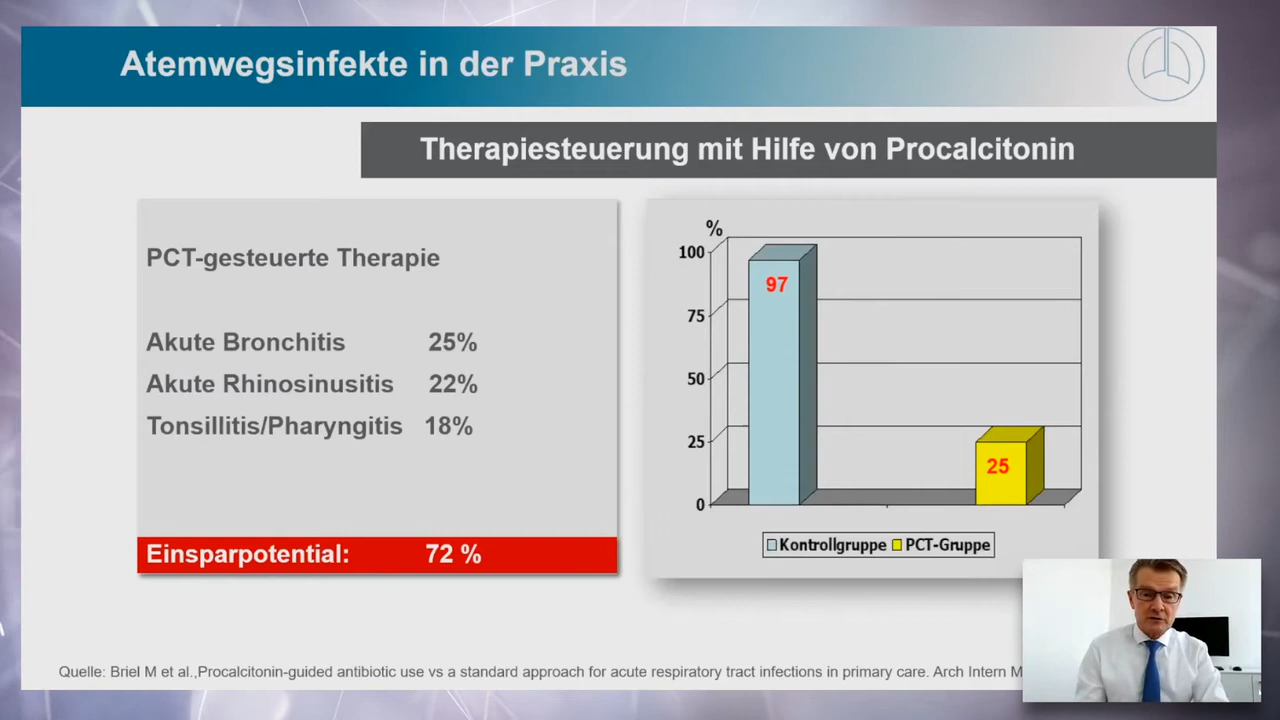 Atemwegsinfekte in der Praxis
Therapiesteuerung mit Hilfe von Procalcitonin
PCT-gesteuerte Therapie
Akute Bronchitis 25%
Akute Rhinosinusitis 22%
Tonsillitis/Pharyngitis 18%
Einsparpotential: 72 %
%
100
75
50
25
0
97
25
Kontrollgruppe PCT-Gruppe
Quelle: Briel M et al.,Procalcitonin-guided antibiotic use vs a standard approach for acute respiratory tract infections in primary care. Arch Intern M